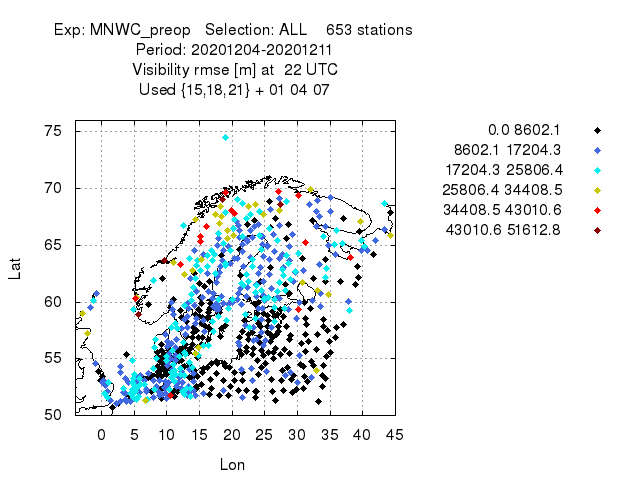 Exp: MNWC_preop   Selection: ALL    653 stations
Period: 20201204-20201211
Visibility rmse [m] at  22 UTC
Used {15,18,21} + 01 04 07
75
70
65
60
55
50
Lat
0 5 10 15 20 25 30 35 40 45
Lon
0.0 8602.1
8602.1 17204.3
17204.3 25806.4
25806.4 34408.5
34408.5 43010.6
43010.6 51612.8